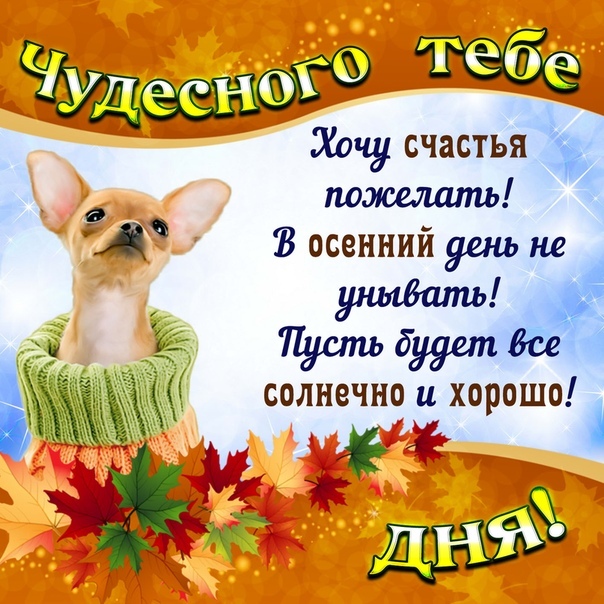 Чудесного тебе
Хочу счастья
пожелать!
В осенний день не
унывать!
Пусть будет все
солнечно и хорошо!
дня!